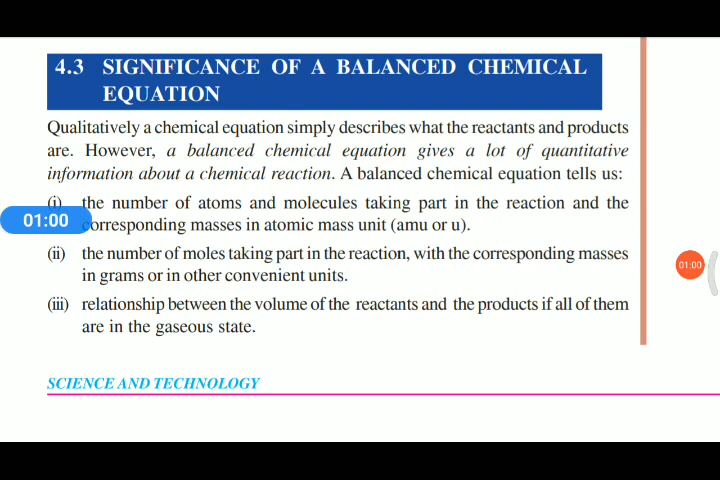 4.3 SIGNIFICANCE OF A BALANCED CHEMICAL
EQUATION
Qualitatively a chemical equation simply describes what the reactants and products
are. However, a balanced chemical equation gives a lot of quantitative
information about a chemical reaction. A balanced chemical equation tells us:
(i) the number of atoms and molecules taking part in the reaction and the
01:00
corresponding masses in atomic mass unit (amu or u).
(ii) the number of moles taking part in the reaction, with the corresponding masses
in grams or in other convenient units.
01:00
(iii) relationship between the volume of the reactants and the products if all of them
are in the gaseous state.
SCIENCE AND TECHNOLOGY